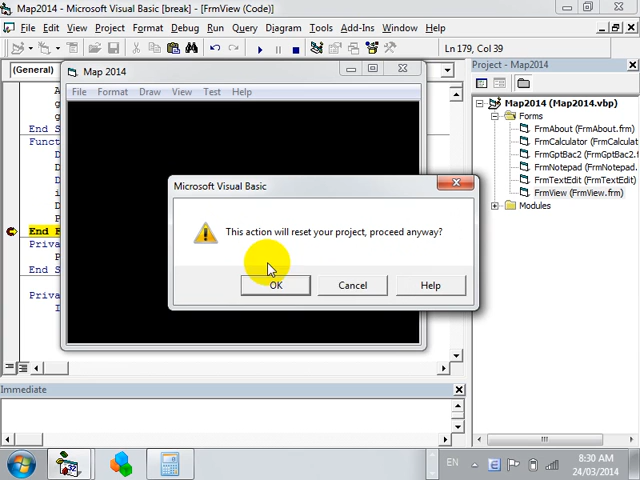 Map2014 - Microsoft Visual Basic [break] - [FrmView (Code)]
File Edit View Project Format Debug Run Query Diagram Tools Add-Ins Window Help
Ln 179, Col 39
(General)
Project - Map2014
Map 2014
File Format Draw View Test Help
A
g
g
End S
Funct
D
D
D
i
D
P
End F
Priva
P
End S
Priva
I
Map2014 (Map2014.vbp)
Forms
FrmAbout (FrmAbout.frm)
FrmCalculator (FrmCalculat
FrmGptBac2 (FrmGptBac2.f
FrmNotepad (FrmNotepad.
FrmTextEdit (FrmTextEdit)
FrmView (FrmView.frm)
Modules
Microsoft Visual Basic
This action will reset your project, proceed anyway?
OK Cancel Help
Immediate
EN
8:30 AM
24/03/2014